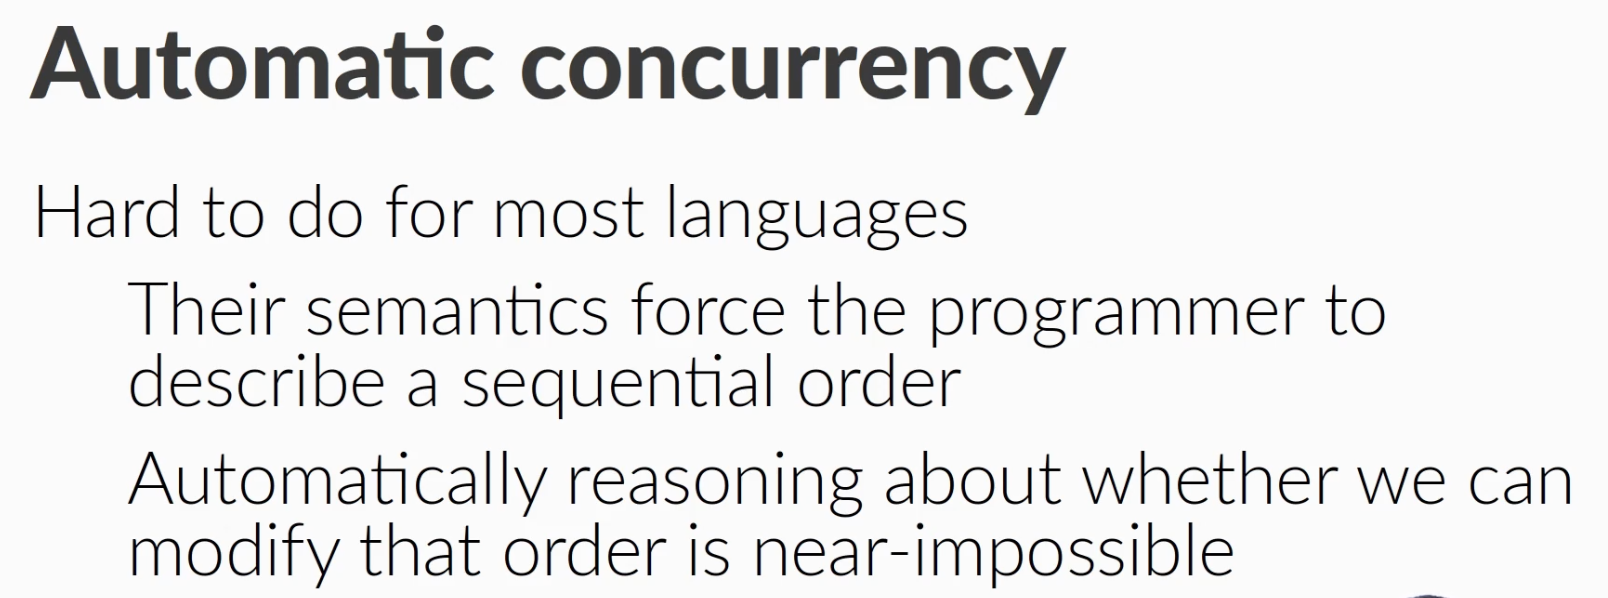 Automatic concurrency
Hard to do for most languages
Their semantics force the programmer to
describe a sequential order
Automatically reasoning about whether we can
modify that order is near-impossible